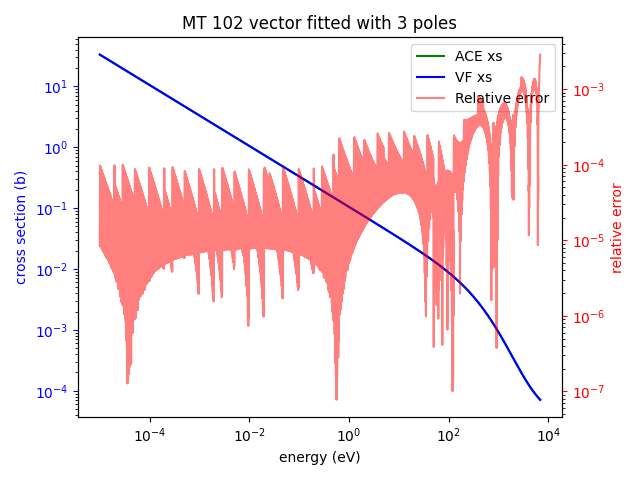 MT 102 vector fitted with 3 poles
ACE xs
VF xs
Relative error
cross section (b)
10^1
10^0
10^-1
10^-2
10^-3
10^-4
relative error
10^-3
10^-4
10^-5
10^-6
10^-7
10^-4 10^-2 10^0 10^2 10^4
energy (eV)